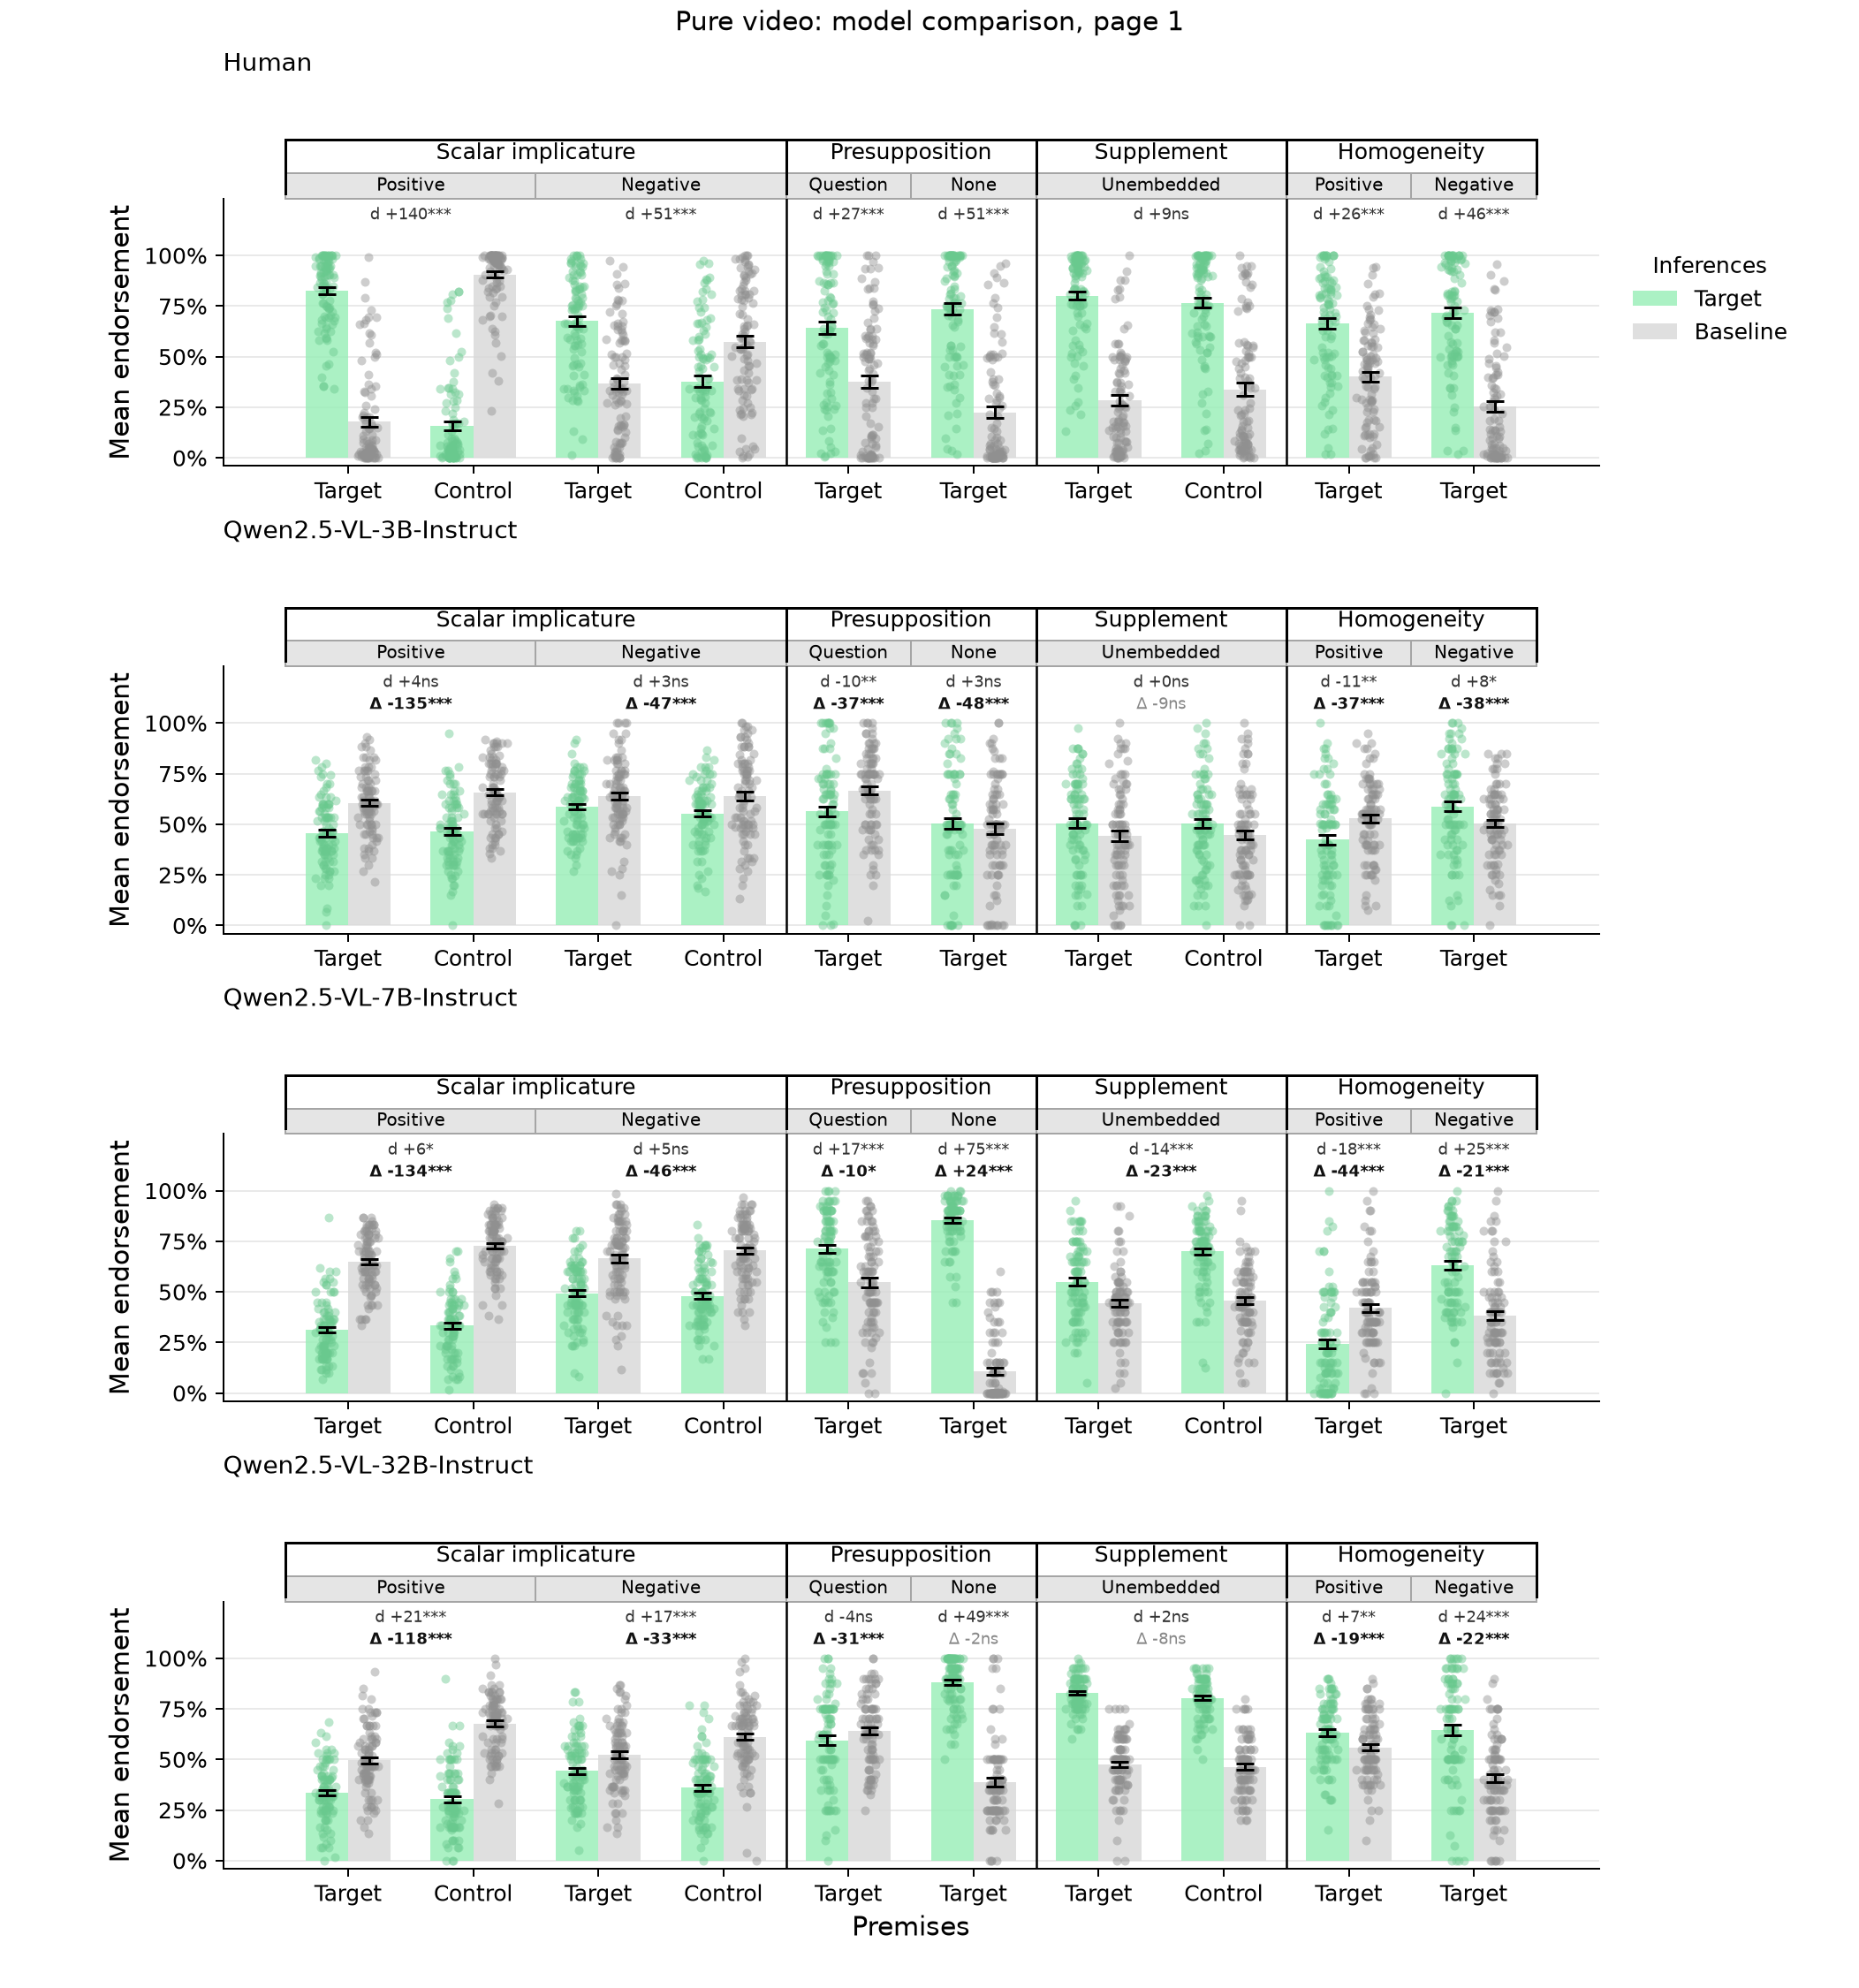 Pure video: model comparison, page 1
Human
Scalar implicature Presupposition Supplement Homogeneity
Positive Negative Question None Unembedded Positive Negative
d +140*** d +51*** d +27*** d +51*** d +9ns d +26*** d +46***
Mean endorsement
100%
75%
50%
25%
0%
Target Control Target Control Target Target Target Control Target Target
Inferences
Target
Baseline
Qwen2.5-VL-3B-Instruct
Scalar implicature Presupposition Supplement Homogeneity
Positive Negative Question None Unembedded Positive Negative
d +4ns d +3ns d -10** d +3ns d +0ns d -11** d +8*
Δ -135*** Δ -47*** Δ -37*** Δ -48*** Δ -9ns Δ -37*** Δ -38***
Mean endorsement
100%
75%
50%
25%
0%
Target Control Target Control Target Target Target Control Target Target
Qwen2.5-VL-7B-Instruct
Scalar implicature Presupposition Supplement Homogeneity
Positive Negative Question None Unembedded Positive Negative
d +6* d +5ns d +17*** d +75*** d -14*** d -18*** d +25***
Δ -134*** Δ -46*** Δ -10* Δ +24*** Δ -23*** Δ -44*** Δ -21***
Mean endorsement
100%
75%
50%
25%
0%
Target Control Target Control Target Target Target Control Target Target
Qwen2.5-VL-32B-Instruct
Scalar implicature Presupposition Supplement Homogeneity
Positive Negative Question None Unembedded Positive Negative
d +21*** d +17*** d -4ns d +49*** d +2ns d +7** d +24***
Δ -118*** Δ -33*** Δ -31*** Δ -2ns Δ -8ns Δ -19*** Δ -22***
Mean endorsement
100%
75%
50%
25%
0%
Target Control Target Control Target Target Target Control Target Target
Premises